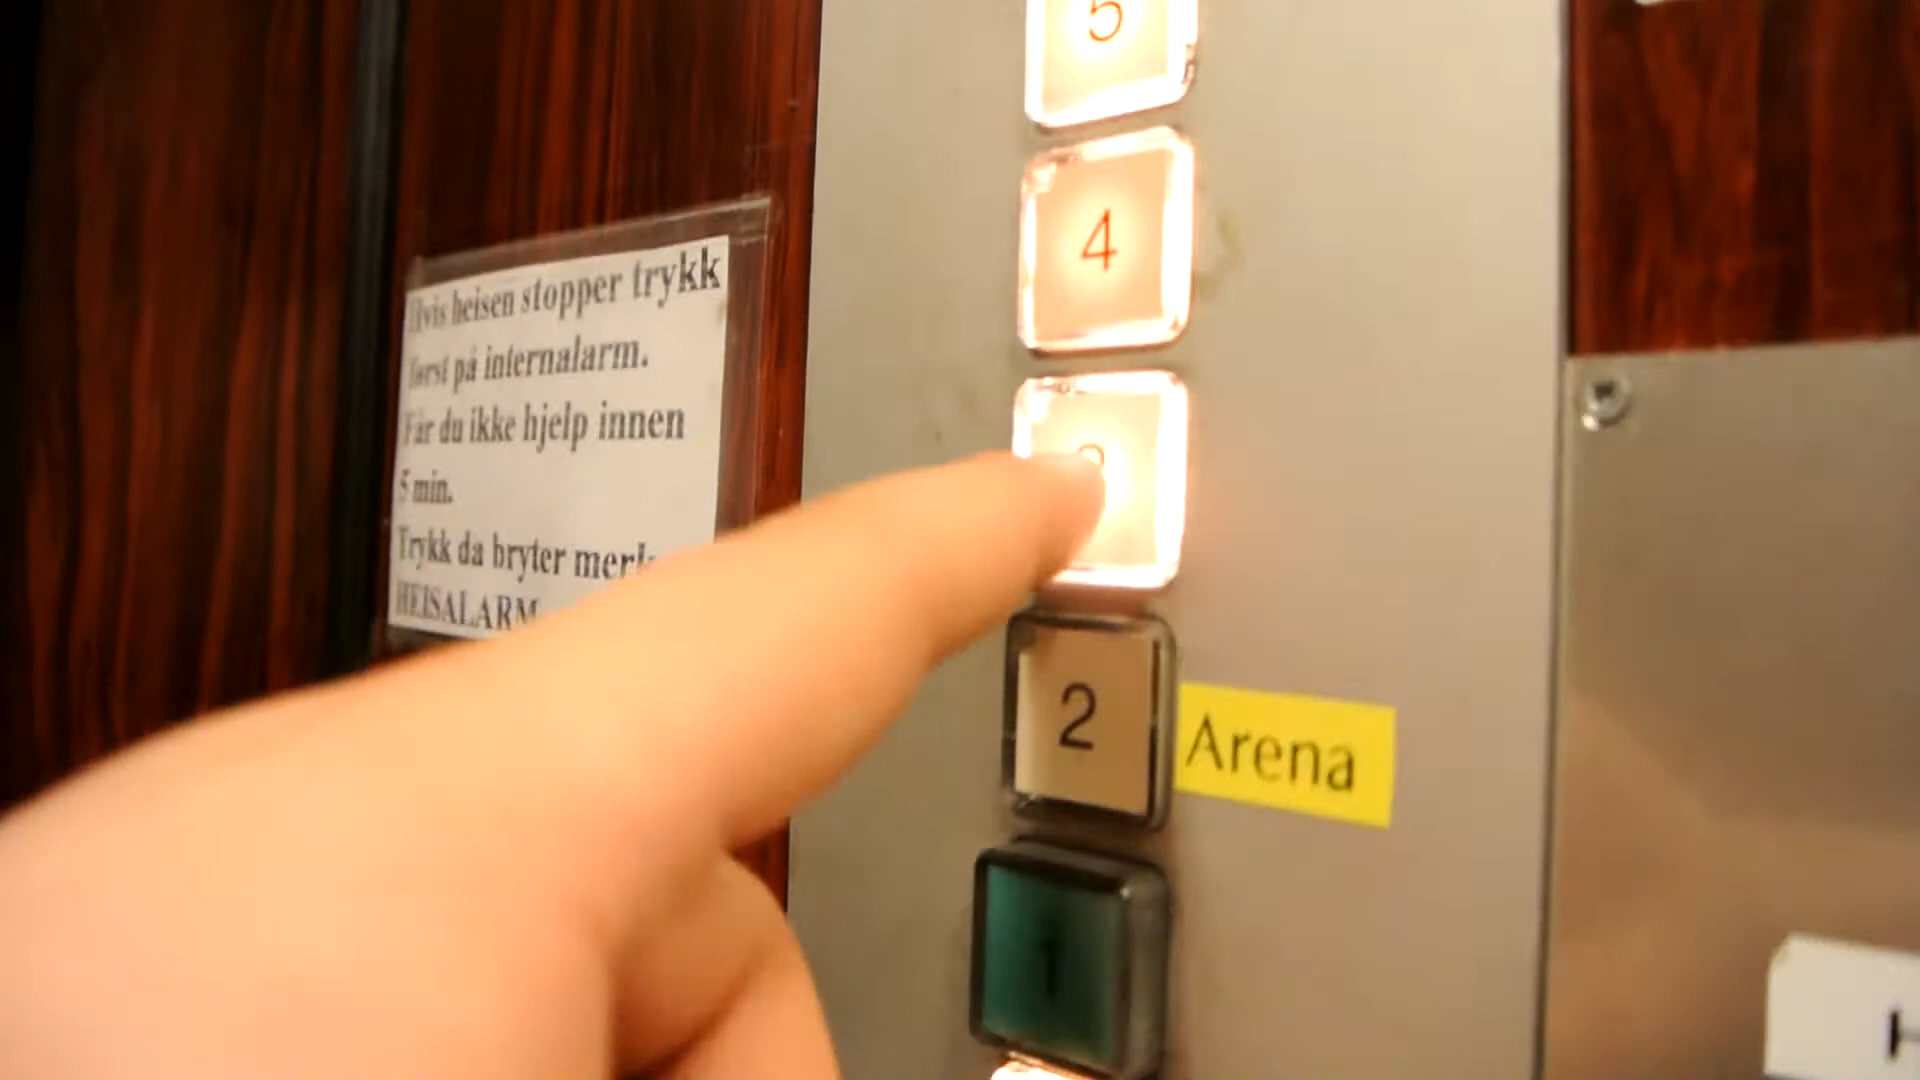 5
4
3
2
Arena
1
Hvis heisen stopper trykk
først på internalarm.
Får du ikke hjelp innen
5 min.
Trykk da bryter
HEISALARM